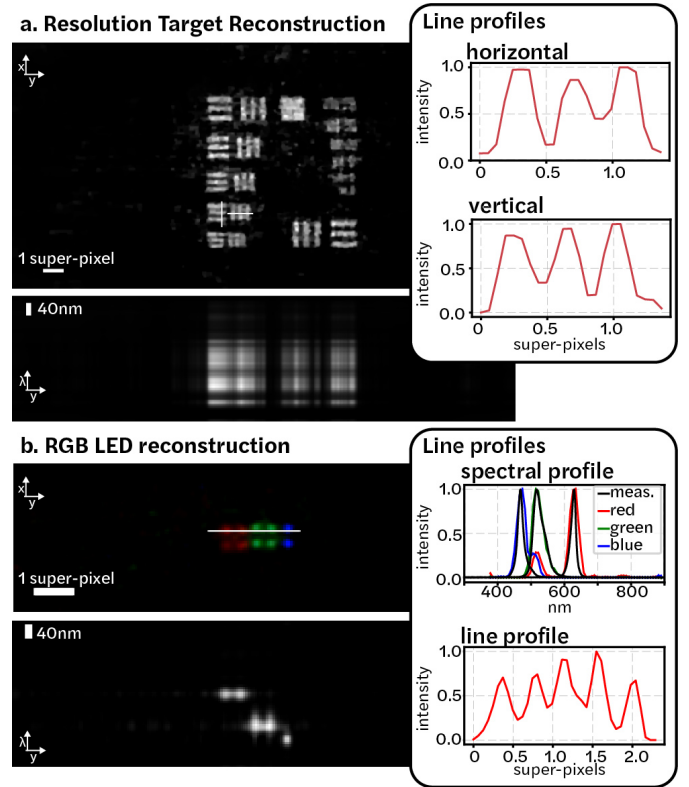 a. Resolution Target Reconstruction
x
y
1 super-pixel
40nm
λ
y
Line profiles
horizontal
intensity
1.0
0.5
0.0
0
0.5
1.0
vertical
intensity
1.0
0.5
0.0
0
0.5
1.0
super-pixels
b. RGB LED reconstruction
x
y
1 super-pixel
40nm
λ
y
Line profiles
spectral profile
intensity
1.0
0.5
0.0
meas.
red
green
blue
400
600
800
nm
line profile
intensity
1.0
0.5
0.0
0
0.5
1.0
1.5
2.0
super-pixels